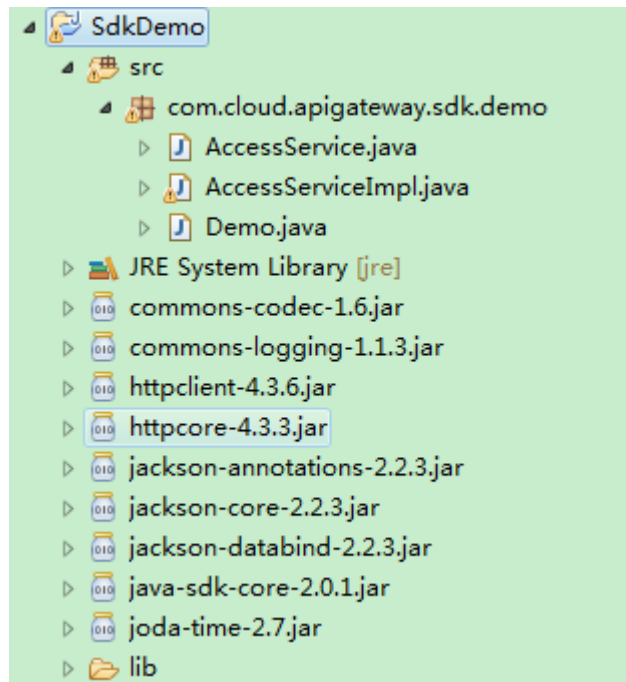 SdkDemo
src
com.cloud.apigateway.sdk.demo
AccessService.java
AccessServiceImpl.java
Demo.java
JRE System Library [jre]
commons-codec-1.6.jar
commons-logging-1.1.3.jar
httpclient-4.3.6.jar
httpcore-4.3.3.jar
jackson-annotations-2.2.3.jar
jackson-core-2.2.3.jar
jackson-databind-2.2.3.jar
java-sdk-core-2.0.1.jar
joda-time-2.7.jar
lib